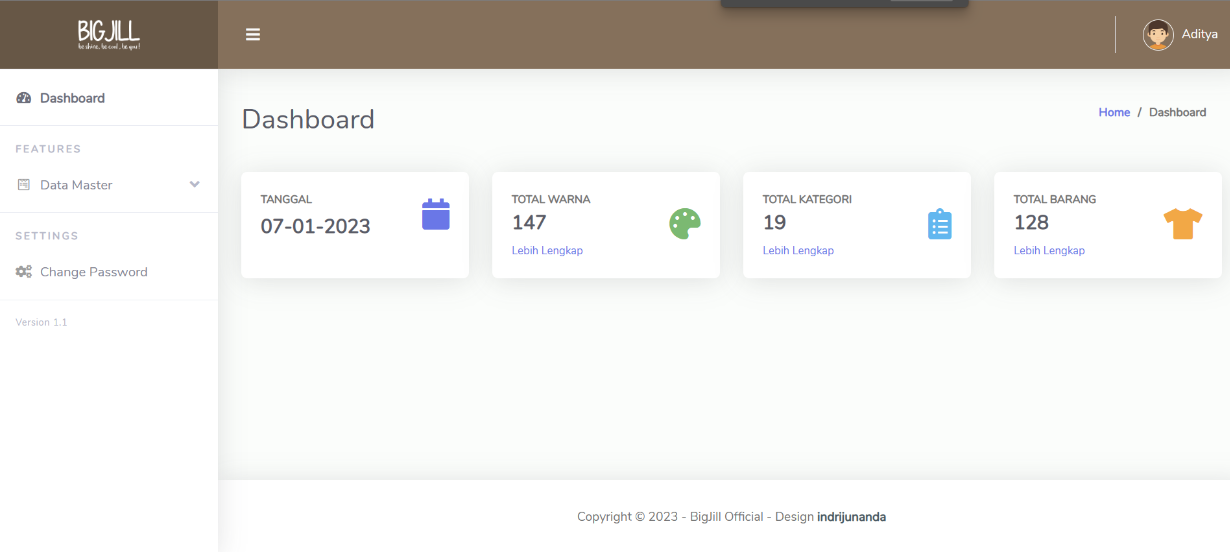 BIGJILL
be shine, be cool, be you!
Aditya
Dashboard
FEATURES
Data Master
SETTINGS
Change Password
Version 1.1
Dashboard
Home / Dashboard
TANGGAL
07-01-2023
TOTAL WARNA
147
Lebih Lengkap
TOTAL KATEGORI
19
Lebih Lengkap
TOTAL BARANG
128
Lebih Lengkap
Copyright © 2023 - BigJill Official - Design indrijunanda